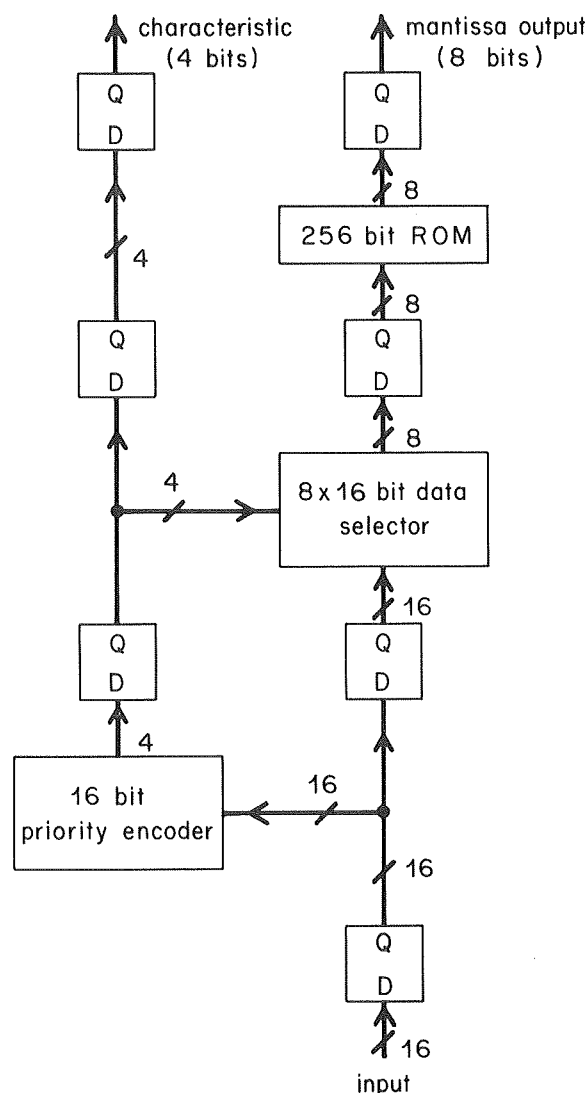 characteristic
(4 bits)
mantissa output
(8 bits)
Q
D
Q
D
8
256 bit ROM
4
8
Q
D
Q
D
8
4
8 x 16 bit data
selector
16
Q
D
Q
D
4
16 bit
priority encoder
16
16
Q
D
16
input